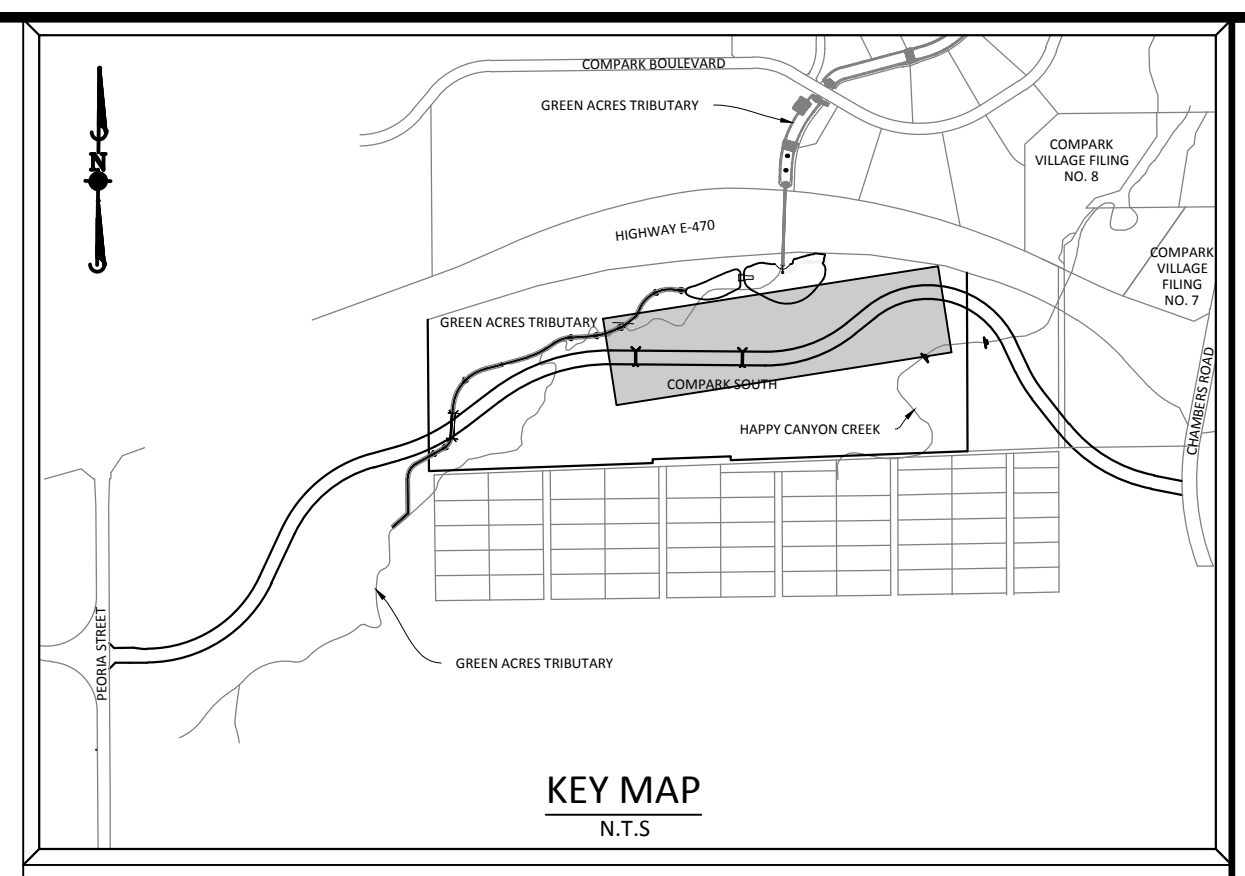 COMPARK BOULEVARD
GREEN ACRES TRIBUTARY
N
COMPARK
VILLAGE FILING
NO. 8
HIGHWAY E-470
COMPARK
VILLAGE
FILING
NO. 7
GREEN ACRES TRIBUTARY
COMPARK SOUTH
CHAMBERS ROAD
HAPPY CANYON CREEK
PEORIA STREET
GREEN ACRES TRIBUTARY
KEY MAP
N.T.S